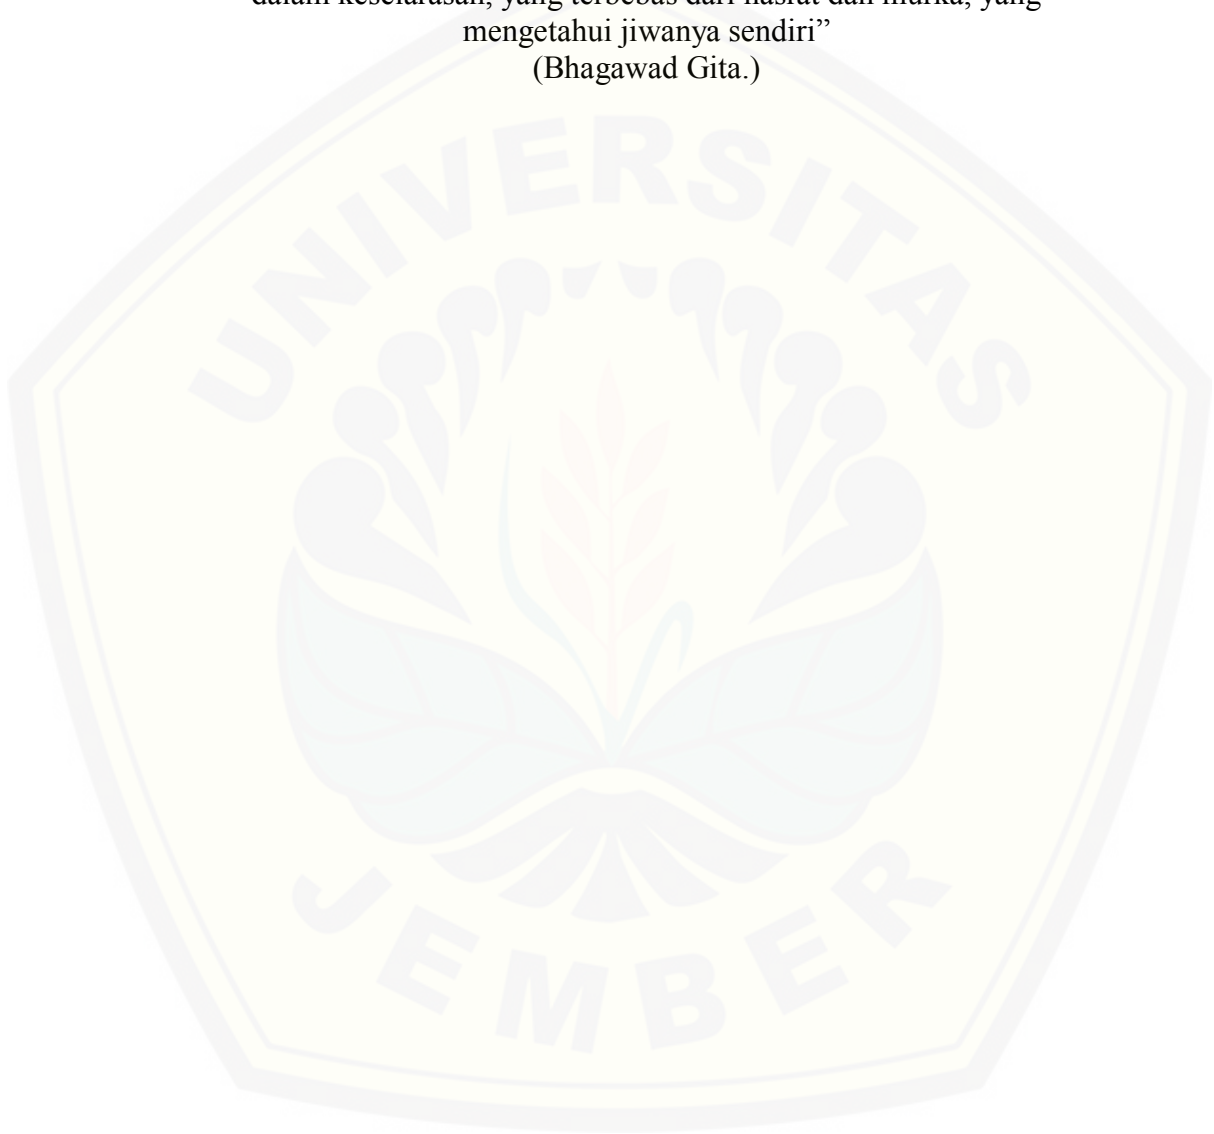 dalam keselarasan, yang terbebas dari hasrat dan murka, yang
mengetahui jiwanya sendiri”
(Bhagawad Gita.)
UNIVERSITAS
JEMBER